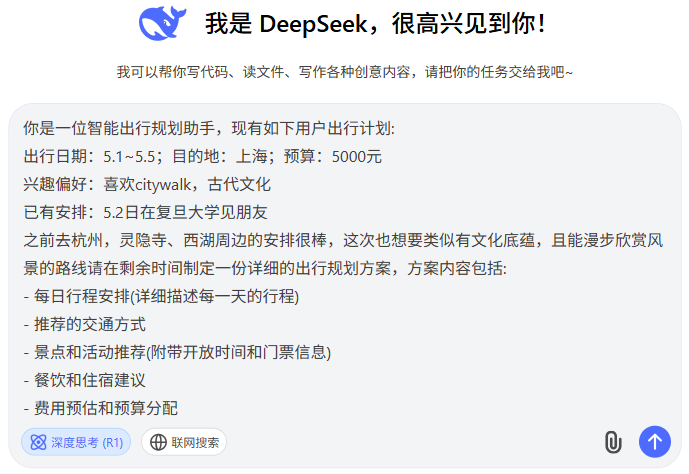 我是 DeepSeek，很高兴见到你！
我可以帮你写代码、读文件、写作各种创意内容，请把你的任务交给我吧~
你是一位智能出行规划助手，现有如下用户出行计划:
出行日期：5.1~5.5；目的地：上海；预算：5000元
兴趣偏好：喜欢citywalk，古代文化
已有安排：5.2日在复旦大学见朋友
之前去杭州，灵隐寺、西湖周边的安排很棒，这次也想要类似有文化底蕴，且能漫步欣赏风
景的路线请在剩余时间制定一份详细的出行规划方案，方案内容包括:
- 每日行程安排(详细描述每一天的行程)
- 推荐的交通方式
- 景点和活动推荐(附带开放时间和门票信息)
- 餐饮和住宿建议
- 费用预估和预算分配
深度思考 (R1) 联网搜索